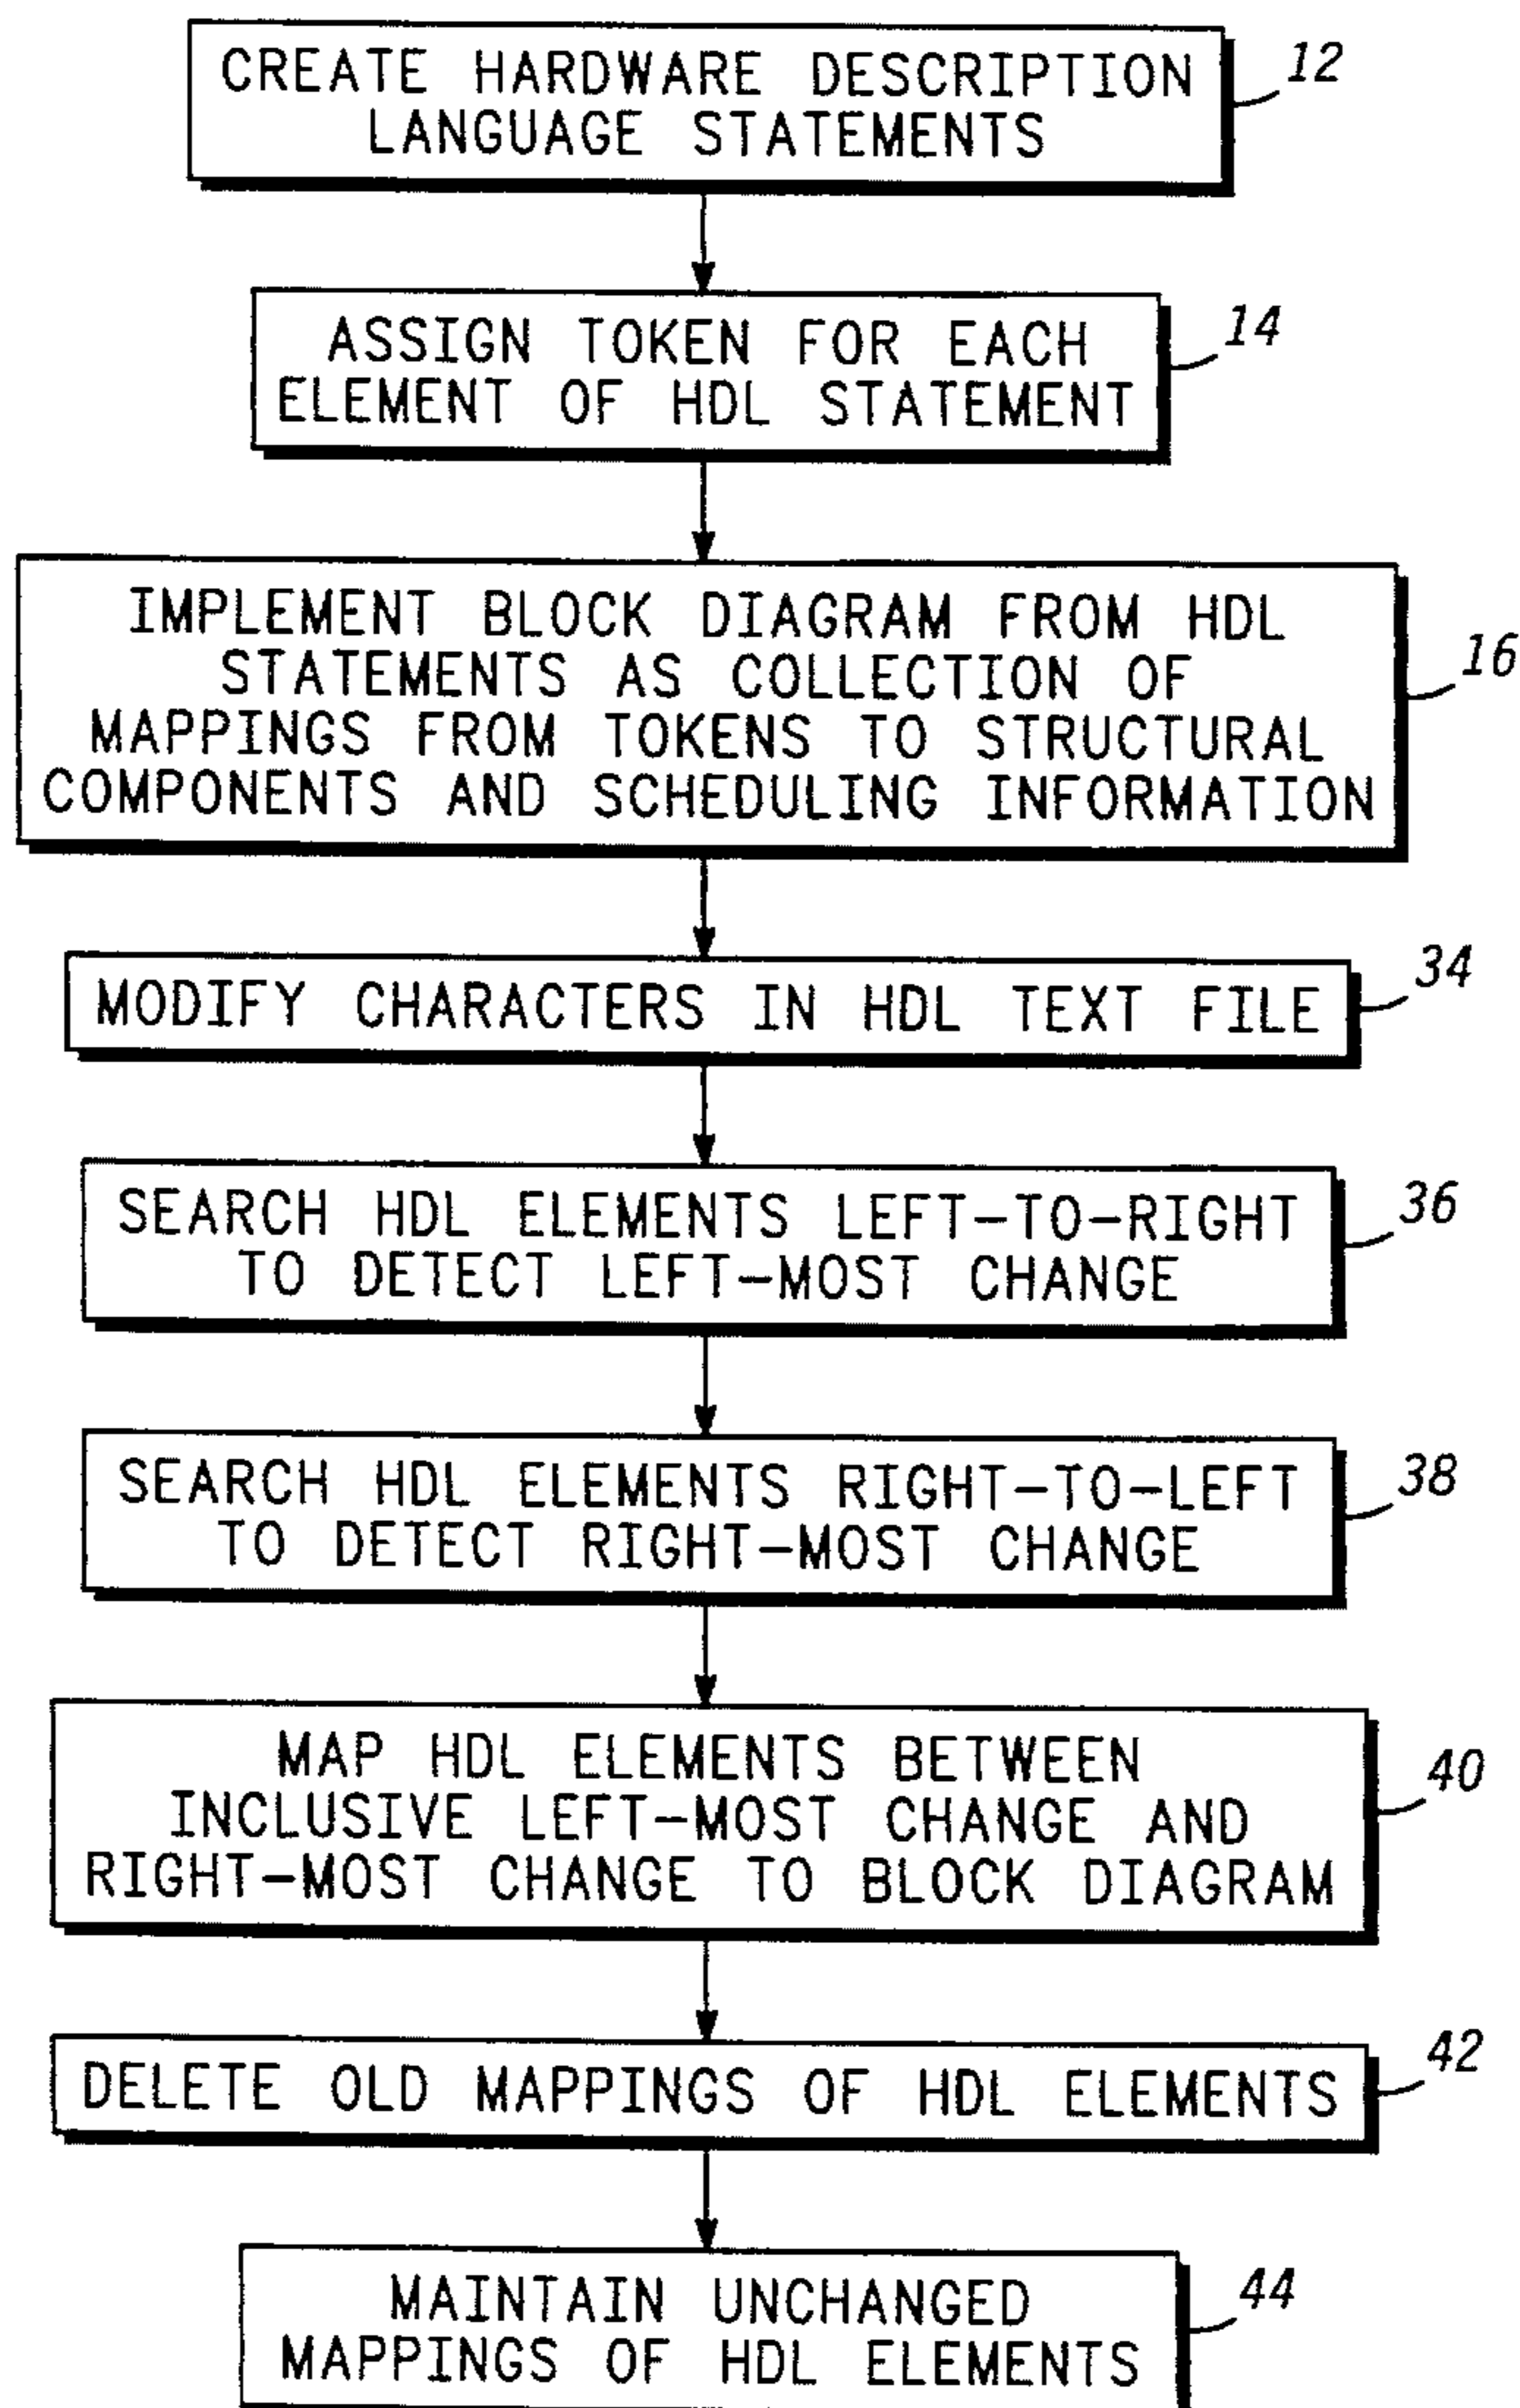 CREATE HARDWARE DESCRIPTION
LANGUAGE STATEMENTS
12
ASSIGN TOKEN FOR EACH
ELEMENT OF HDL STATEMENT
14
IMPLEMENT BLOCK DIAGRAM FROM HDL
STATEMENTS AS COLLECTION OF
MAPPINGS FROM TOKENS TO STRUCTURAL
COMPONENTS AND SCHEDULING INFORMATION
16
MODIFY CHARACTERS IN HDL TEXT FILE
34
SEARCH HDL ELEMENTS LEFT-TO-RIGHT
TO DETECT LEFT-MOST CHANGE
36
SEARCH HDL ELEMENTS RIGHT-TO-LEFT
TO DETECT RIGHT-MOST CHANGE
38
MAP HDL ELEMENTS BETWEEN
INCLUSIVE LEFT-MOST CHANGE AND
RIGHT-MOST CHANGE TO BLOCK DIAGRAM
40
DELETE OLD MAPPINGS OF HDL ELEMENTS
42
MAINTAIN UNCHANGED
MAPPINGS OF HDL ELEMENTS
44